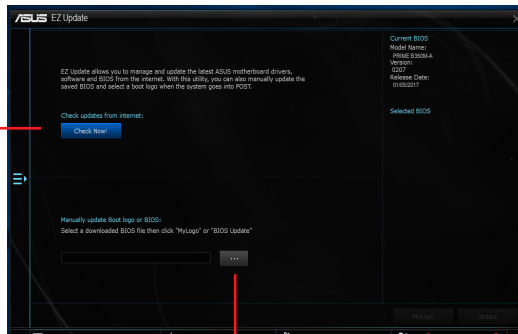 ASUS EZ Update
EZ Update allows you to manage and update the latest ASUS motherboard drivers,
software and BIOS from the internet. With this utility, you can also manually update the
saved BIOS and select a boot logo when the system goes into POST.
Check updates from internet:
Check Now!
Manually update Boot logo or BIOS:
Select a downloaded BIOS file then click "MyLogo" or "BIOS Update"
...
Current BIOS
Model Name:
PRIME B350M-A
Version:
0207
Release Date:
01/05/2017
Selected BIOS
MyLogo
Update